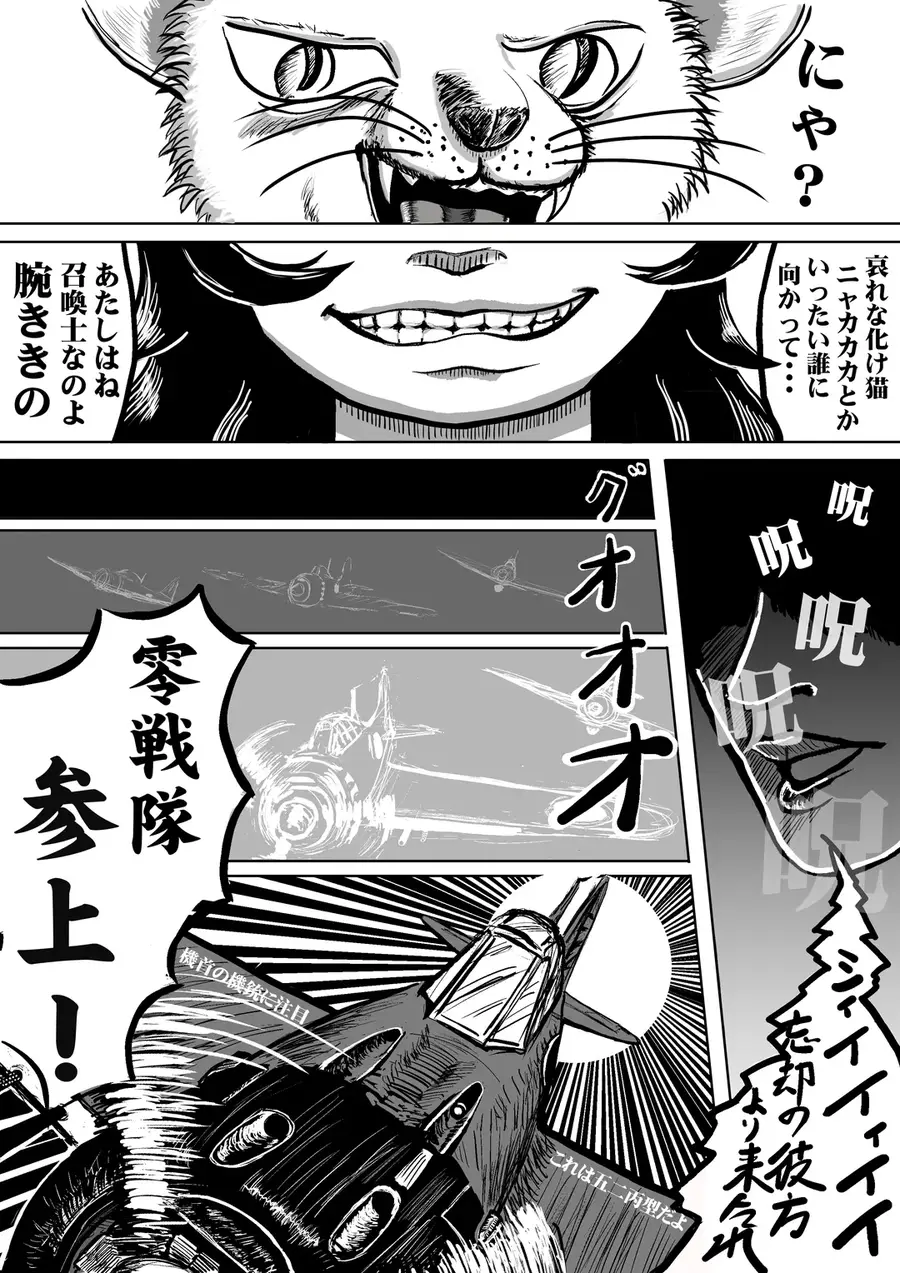 にゃ？
哀れな化け猫
ニャカカカとか
いったい誰に
向かって・・・
あたしはね
召喚士なのよ
腕ききの
呪
呪
呪
呪
呪
シィイイィイイ
忘却の彼方
より来たれ
グオオオオ
零戦隊
参上！
機首の機銃に注目
これは五二丙型だよ